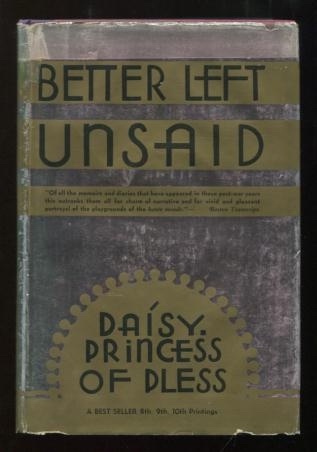 BETTER LEFT
UNSAID
"Of all the memoirs and diaries that have appeared in these post-war years
this outranks them all for charm of narrative and for vivid and pleasant
portrayal of the playgrounds of the haute monde."— Boston Transcript
DAíSY.
PRiNCESS
OF PLESS
A BEST SELLER 8th, 9th, 10th Printings